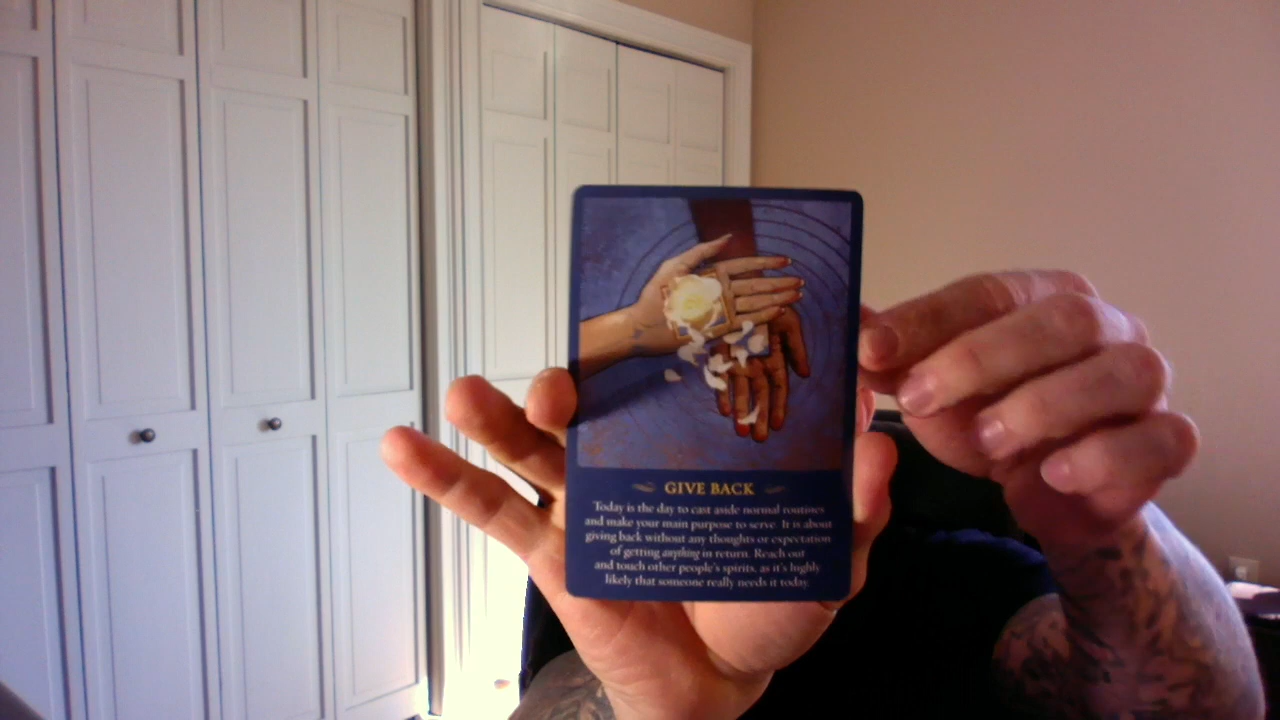 GIVE BACK
Today is the day to cast aside normal routines
and make your main purpose to serve. It is about
giving back without any thoughts or expectation
of getting anything in return. Reach out
and touch other people's spirits, as it's highly
likely that someone really needs it today.